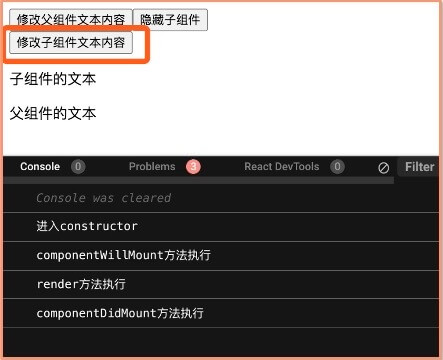 修改父组件文本内容 隐藏子组件
修改子组件文本内容
子组件的文本
父组件的文本
Console 0 Problems 3 React DevTools 0 Filter
Console was cleared
进入constructor
componentWillMount方法执行
render方法执行
componentDidMount方法执行